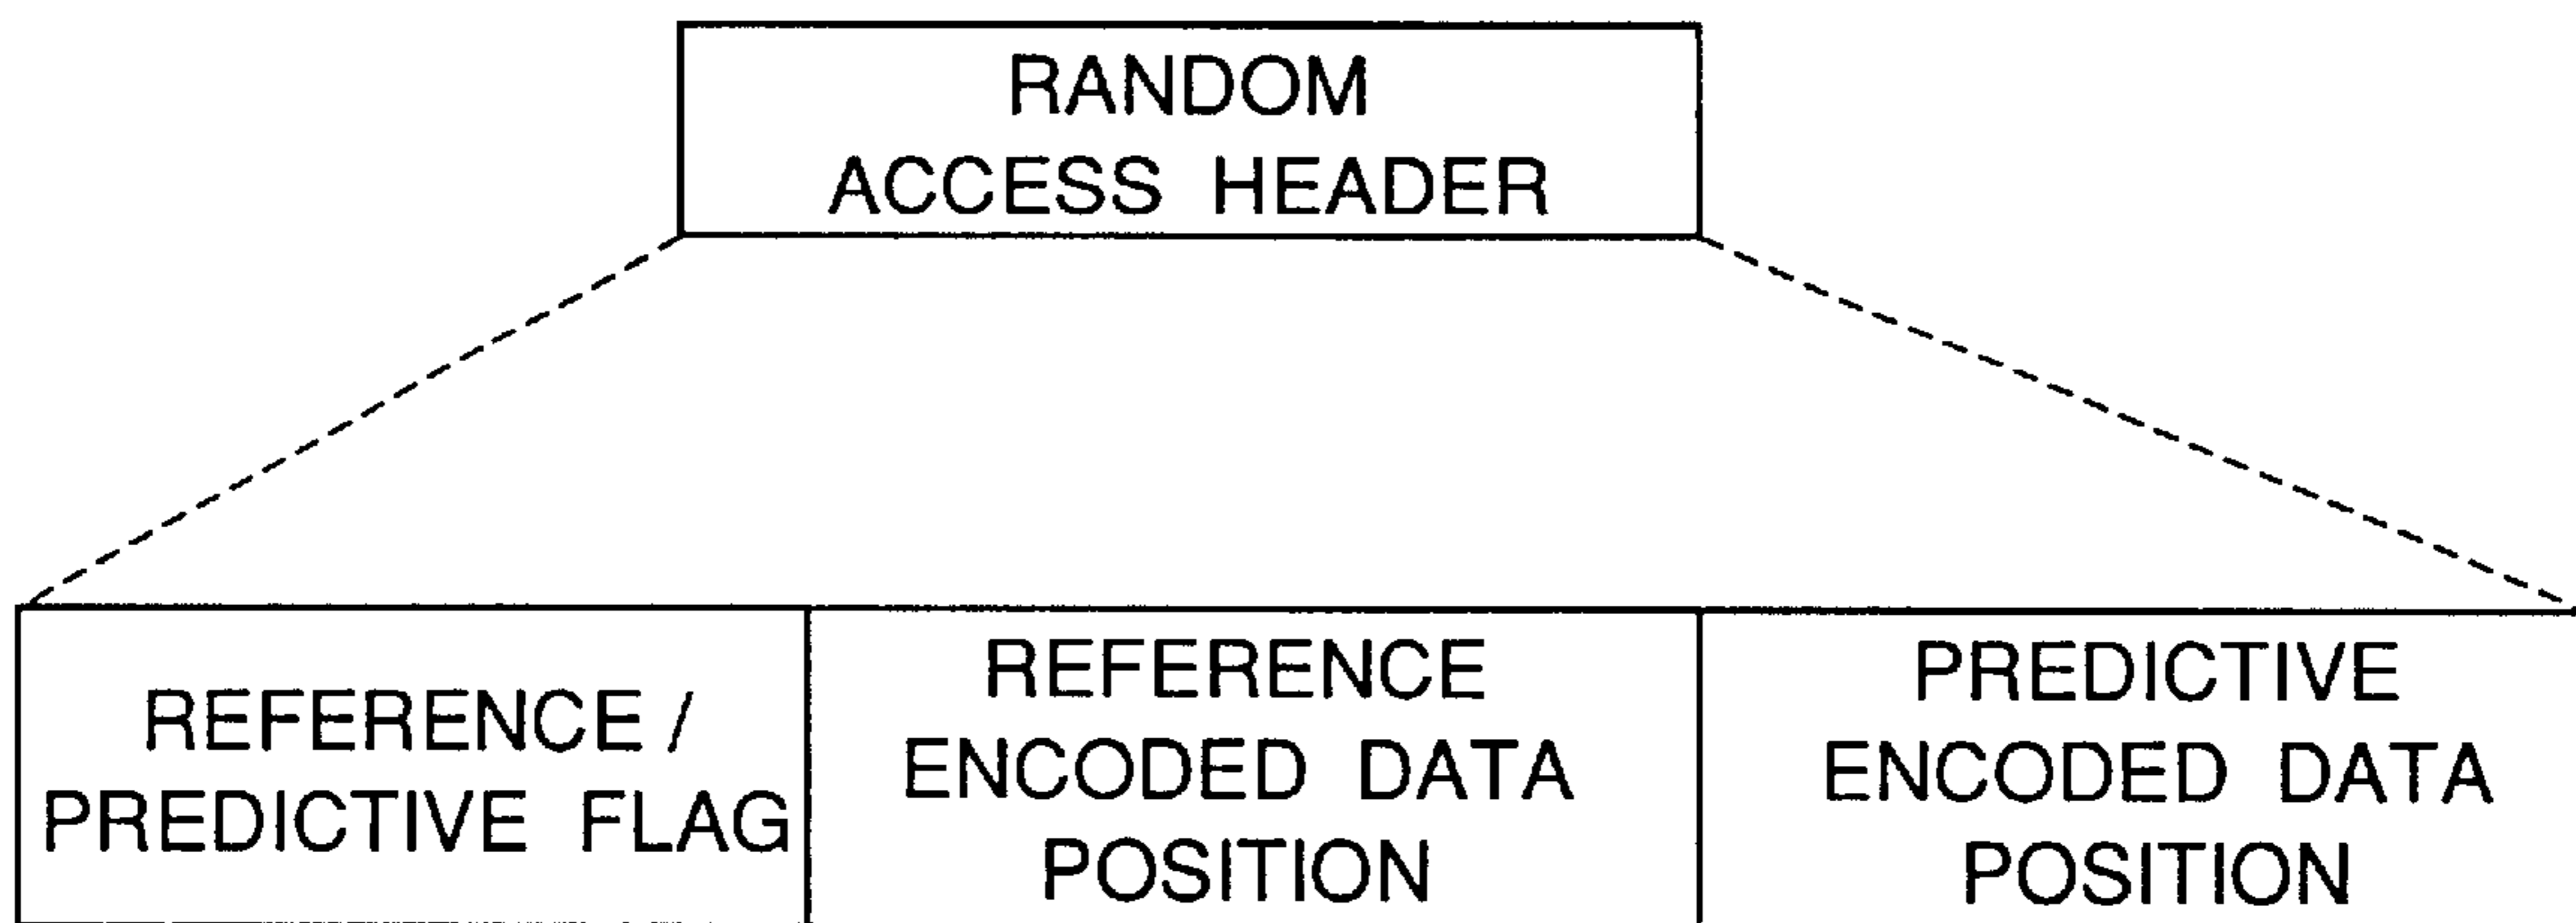 RANDOM
ACCESS HEADER
REFERENCE /
PREDICTIVE FLAG
REFERENCE
ENCODED DATA
POSITION
PREDICTIVE
ENCODED DATA
POSITION